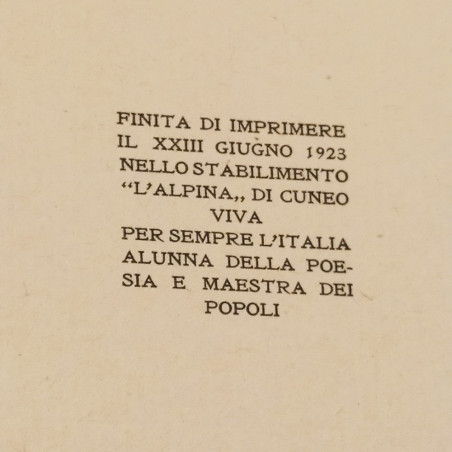 FINITA DI IMPRIMERE
IL XXIII GIUGNO 1923
NELLO STABILIMENTO
“L'ALPINA„ DI CUNEO
VIVA
PER SEMPRE L'ITALIA
ALUNNA DELLA POE-
SIA E MAESTRA DEI
POPOLI